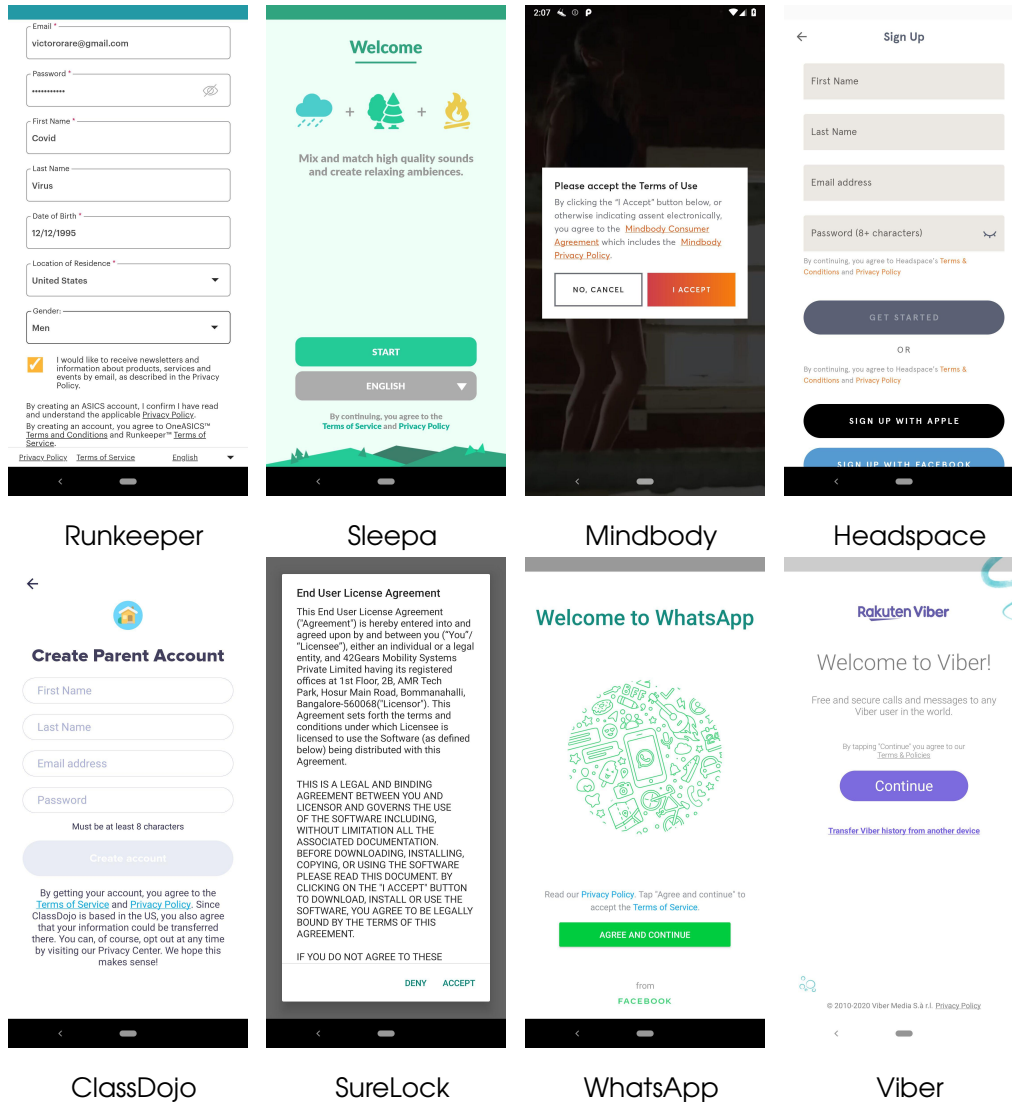 Email *
victororare@gmail.com
Password *
•••••••••••
First Name *
Covid
Last Name
Virus
Date of Birth *
12/12/1995
Location of Residence *
United States
Gender:
Men
I would like to receive newsletters and
information about products, services and
events by email, as described in the Privacy
Policy.
By creating an ASICS account, I confirm I have read
and understand the applicable Privacy Policy.
By creating an account, you agree to OneASICS™
Terms and Conditions and Runkeeper™ Terms of
Service.
Privacy Policy Terms of Service English
Runkeeper
Welcome
+ +
Mix and match high quality sounds
and create relaxing ambiences.
START
ENGLISH
By continuing, you agree to the
Terms of Service and Privacy Policy
Sleepa
2:07
Please accept the Terms of Use
By clicking the "I Accept" button below, or
otherwise indicating assent electronically,
you agree to the Mindbody Consumer
Agreement which includes the Mindbody
Privacy Policy.
NO, CANCEL
I ACCEPT
Mindbody
Sign Up
First Name
Last Name
Email address
Password (8+ characters)
By continuing, you agree to Headspace's Terms &
Conditions and Privacy Policy
GET STARTED
OR
By continuing, you agree to Headspace's Terms &
Conditions and Privacy Policy
SIGN UP WITH APPLE
SIGN UP WITH FACEBOOK
Headspace
Create Parent Account
First Name
Last Name
Email address
Password
Must be at least 8 characters
Create account
By getting your account, you agree to the
Terms of Service and Privacy Policy. Since
ClassDojo is based in the US, you also agree
that your information could be transferred
there. You can, of course, opt out at any time
by visiting our Privacy Center. We hope this
makes sense!
ClassDojo
End User License Agreement
This End User License Agreement
("Agreement") is hereby entered into and
agreed upon by and between you ("You"/
"Licensee"), either an individual or a legal
entity, and 42Gears Mobility Systems
Private Limited having its registered
offices at 1st Floor, 2B, AMR Tech
Park, Hosur Main Road, Bommanahalli,
Bangalore-560068("Licensor"). This
Agreement sets forth the terms and
conditions under which Licensee is
licensed to use the Software (as defined
below) being distributed with this
Agreement.
THIS IS A LEGAL AND BINDING
AGREEMENT BETWEEN YOU AND
LICENSOR AND GOVERNS THE USE
OF THE SOFTWARE INCLUDING,
WITHOUT LIMITATION ALL THE
ASSOCIATED DOCUMENTATION.
BEFORE DOWNLOADING, INSTALLING,
COPYING, OR USING THE SOFTWARE
PLEASE READ THIS DOCUMENT. BY
CLICKING ON THE "I ACCEPT" BUTTON
TO DOWNLOAD, INSTALL OR USE THE
SOFTWARE, YOU AGREE TO BE LEGALLY
BOUND BY THE TERMS OF THIS
AGREEMENT.
IF YOU DO NOT AGREE TO THESE
DENY ACCEPT
SureLock
Welcome to WhatsApp
BFF
24
Read our Privacy Policy. Tap "Agree and continue" to
accept the Terms of Service.
AGREE AND CONTINUE
from
FACEBOOK
WhatsApp
Rakuten Viber
Welcome to Viber!
Free and secure calls and messages to any
Viber user in the world.
By tapping "Continue" you agree to our
Terms & Policies
Continue
Transfer Viber history from another device
© 2010-2020 Viber Media S.à r.l. Privacy Policy
Viber